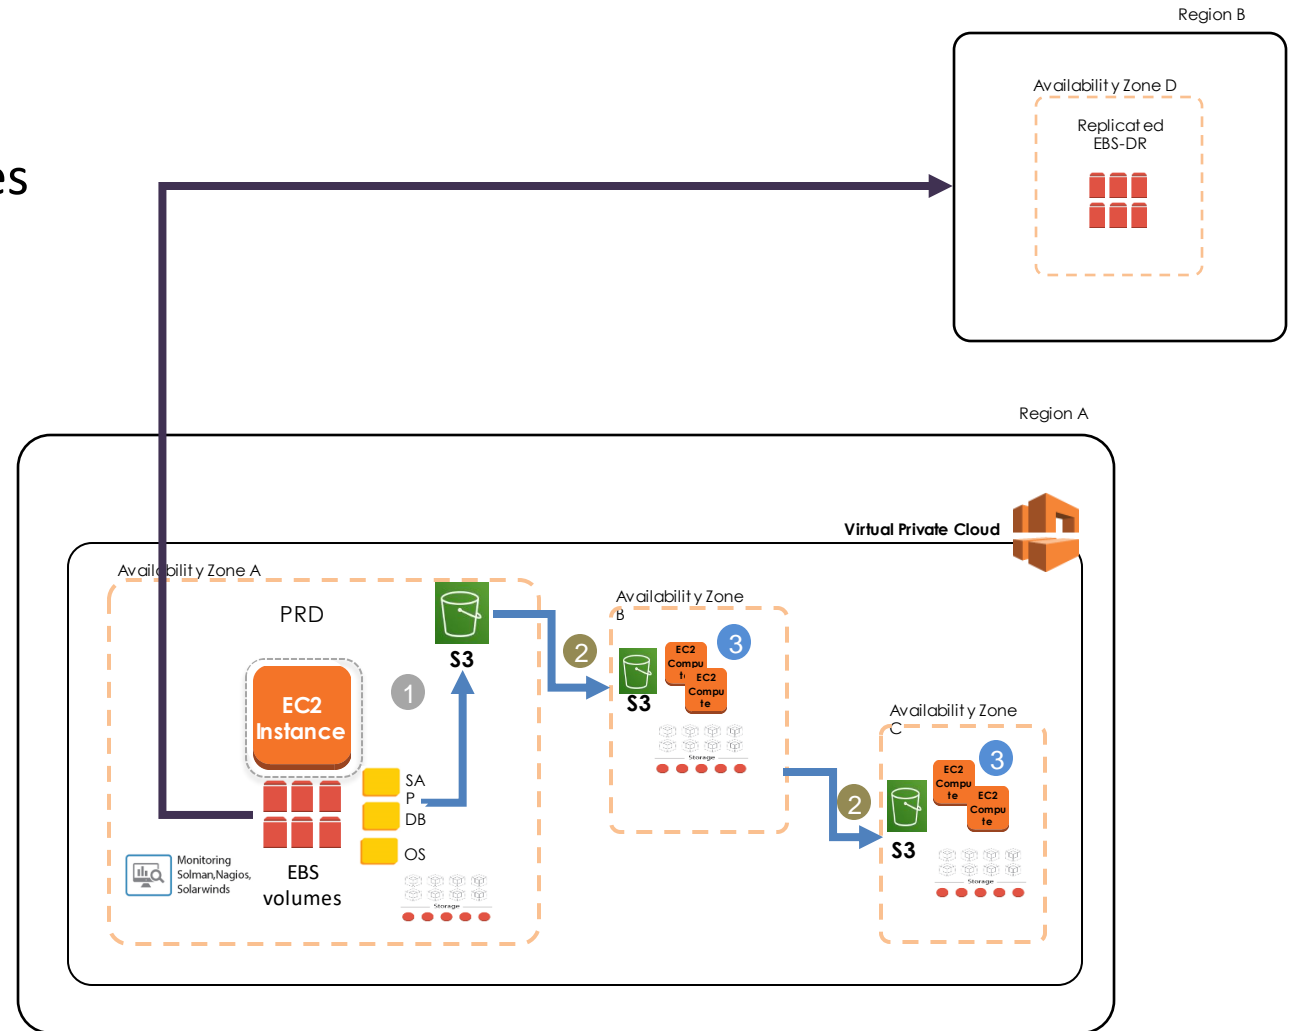 Region B
Availability Zone D
Replicated
EBS-DR
es
Region A
Virtual Private Cloud
Availability Zone A
PRD
S3
EC2
Instance
1
SA
P
DB
OS
EBS
volumes
Monitoring
Solman,Nagios,
Solarwinds
Storage
2
Availability Zone
B
S3
EC2
Compu
te
EC2
Compu
te
3
Storage
2
Availability Zone
C
S3
EC2
Compu
te
EC2
Compu
te
3
Storage